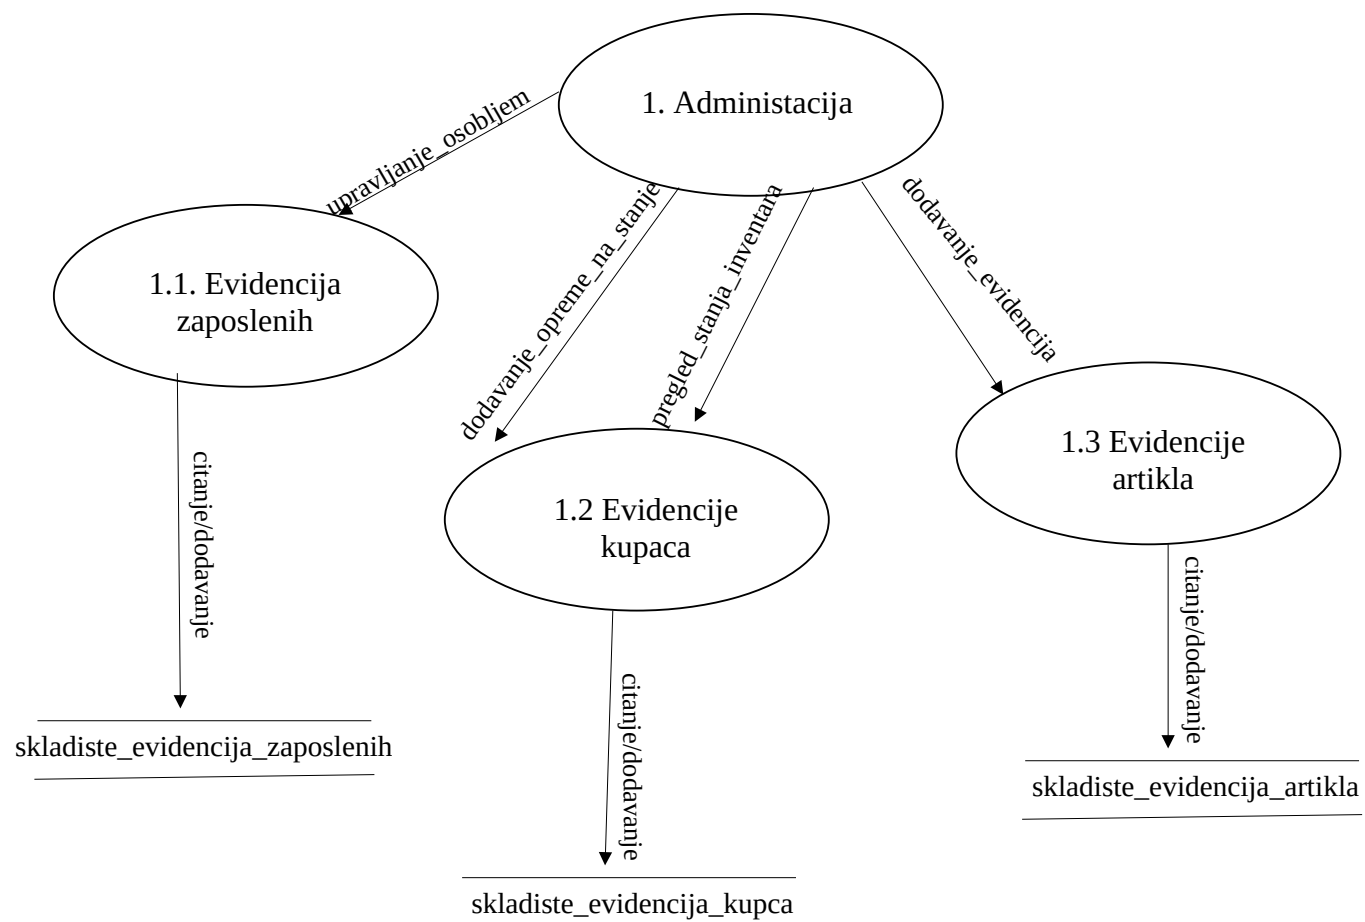 1. Administacija
upravljanje_osobljem
dodavanje_opreme_na_stanje
pregled_stanja_inventara
dodavanje_evidencija
1.1. Evidencija
zaposlenih
1.2 Evidencije
kupaca
1.3 Evidencije
artikla
citanje/dodavanje
citanje/dodavanje
citanje/dodavanje
skladiste_evidencija_zaposlenih
skladiste_evidencija_kupca
skladiste_evidencija_artikla